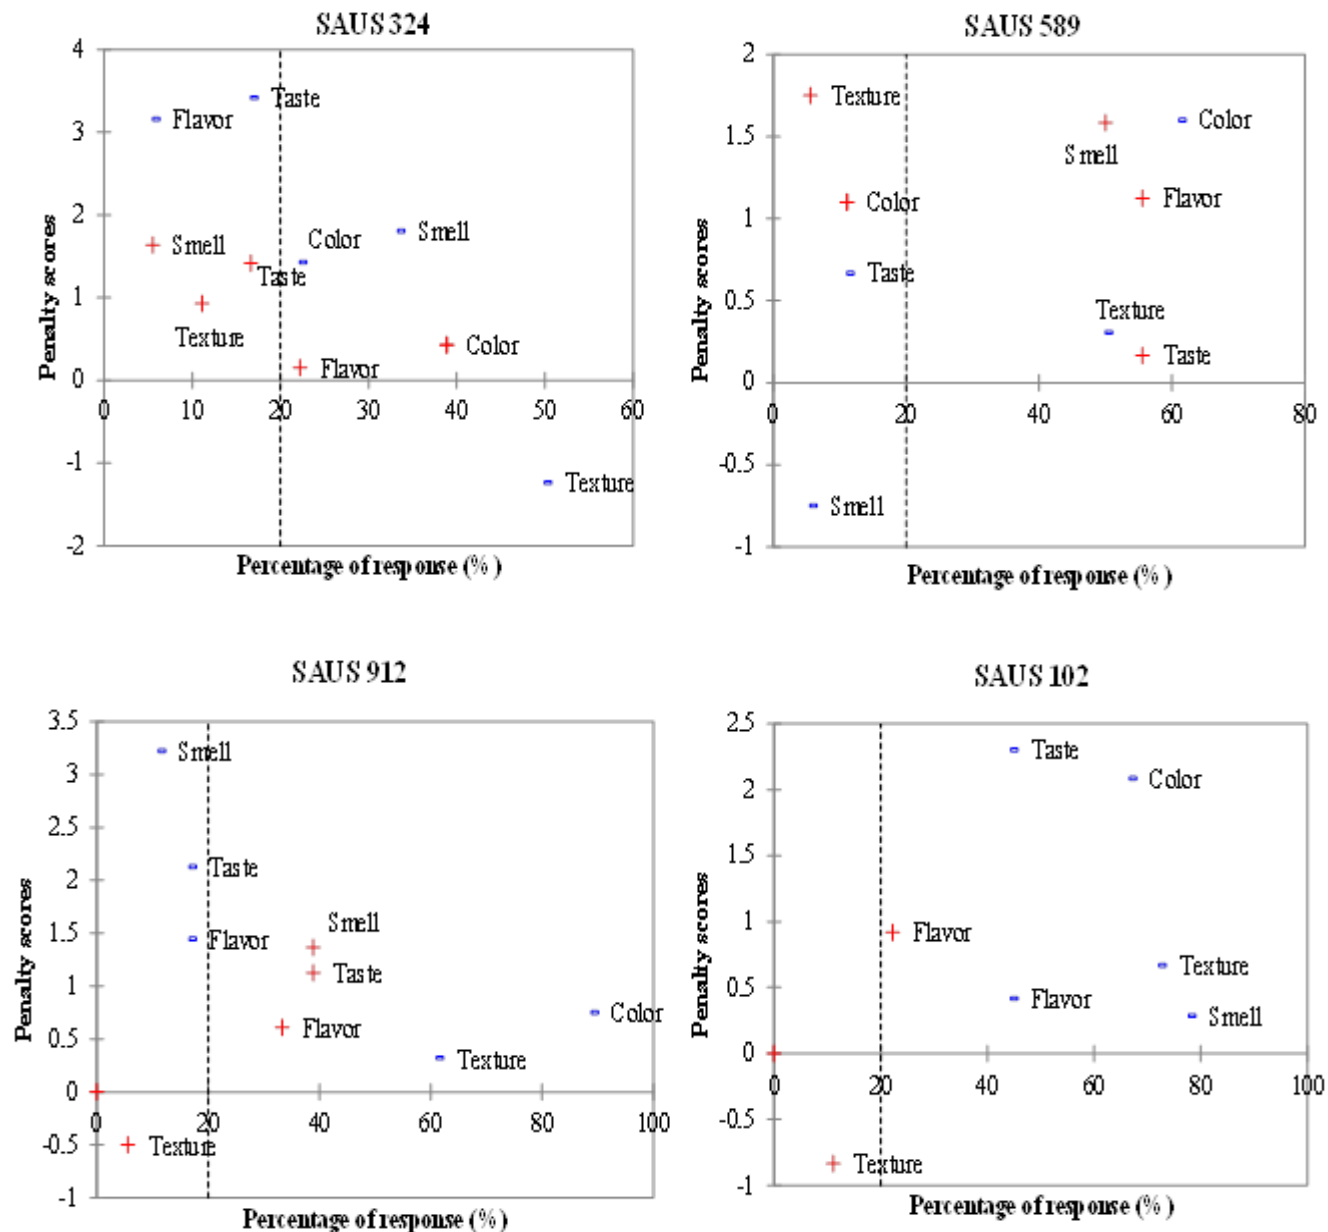 SAUS 324
4
3
2
1
0
-1
-2
Penalty scores
Taste
Flavor
Smell
Color
Smell
Taste
Texture
Color
Flavor
0 10 20 30 40 50 60
Texture
Percentage of response (%)
SAUS 589
2
1.5
1
0.5
0
-0.5
-1
Penalty scores
Texture
Color
Smell
Color
Flavor
Taste
Texture
Taste
0 20 40 60 80
Smell
Percentage of response (%)
SAUS 912
3.5
3
2.5
2
1.5
1
0.5
0
-0.5
-1
Penalty scores
Smell
Taste
Smell
Flavor
Taste
Color
Flavor
Texture
0 20 40 60 80 100
Texture
Percentage of response (%)
SAUS 102
2.5
2
1.5
1
0.5
0
-0.5
-1
Penalty scores
Taste
Color
Flavor
Texture
Flavor
Smell
0 20 40 60 80 100
Texture
Percentage of response (%)